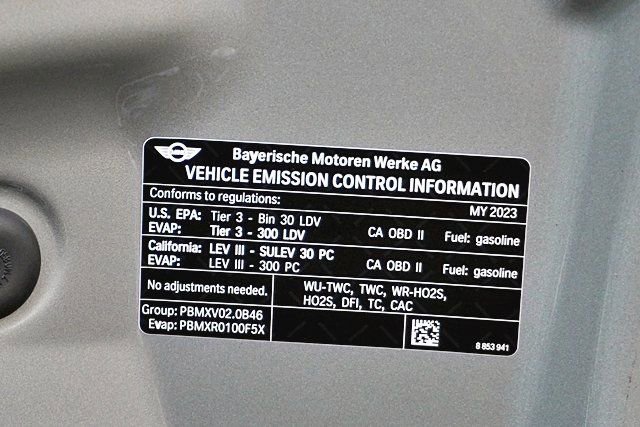 Bayerische Motoren Werke AG
VEHICLE EMISSION CONTROL INFORMATION
Conforms to regulations: MY 2023
U.S. EPA: Tier 3 - Bin 30 LDV
EVAP: Tier 3 - 300 LDV CA OBD II Fuel: gasoline
California: LEV III - SULEV 30 PC
EVAP: LEV III - 300 PC CA OBD II Fuel: gasoline
No adjustments needed.
WU-TWC, TWC, WR-HO2S,
HO2S, DFI, TC, CAC
Group: PBMXV02.0B46
Evap: PBMXR0100F5X
8 853 941